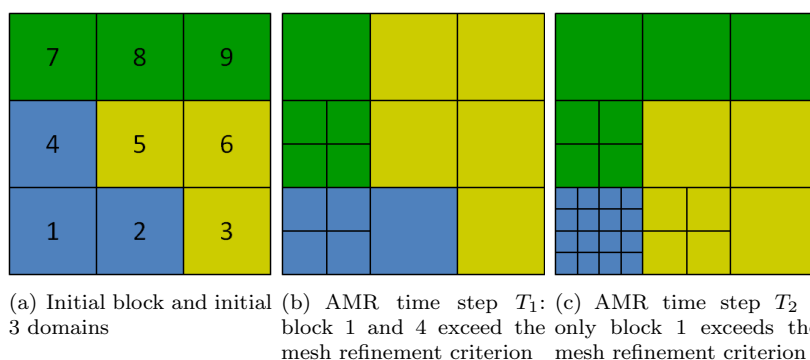 7 8 9
4 5 6
1 2 3
(a) Initial block and initial
3 domains
(b) AMR time step T₁:
block 1 and 4 exceed the
mesh refinement criterion
(c) AMR time step T₂
only block 1 exceeds the
mesh refinement criterion